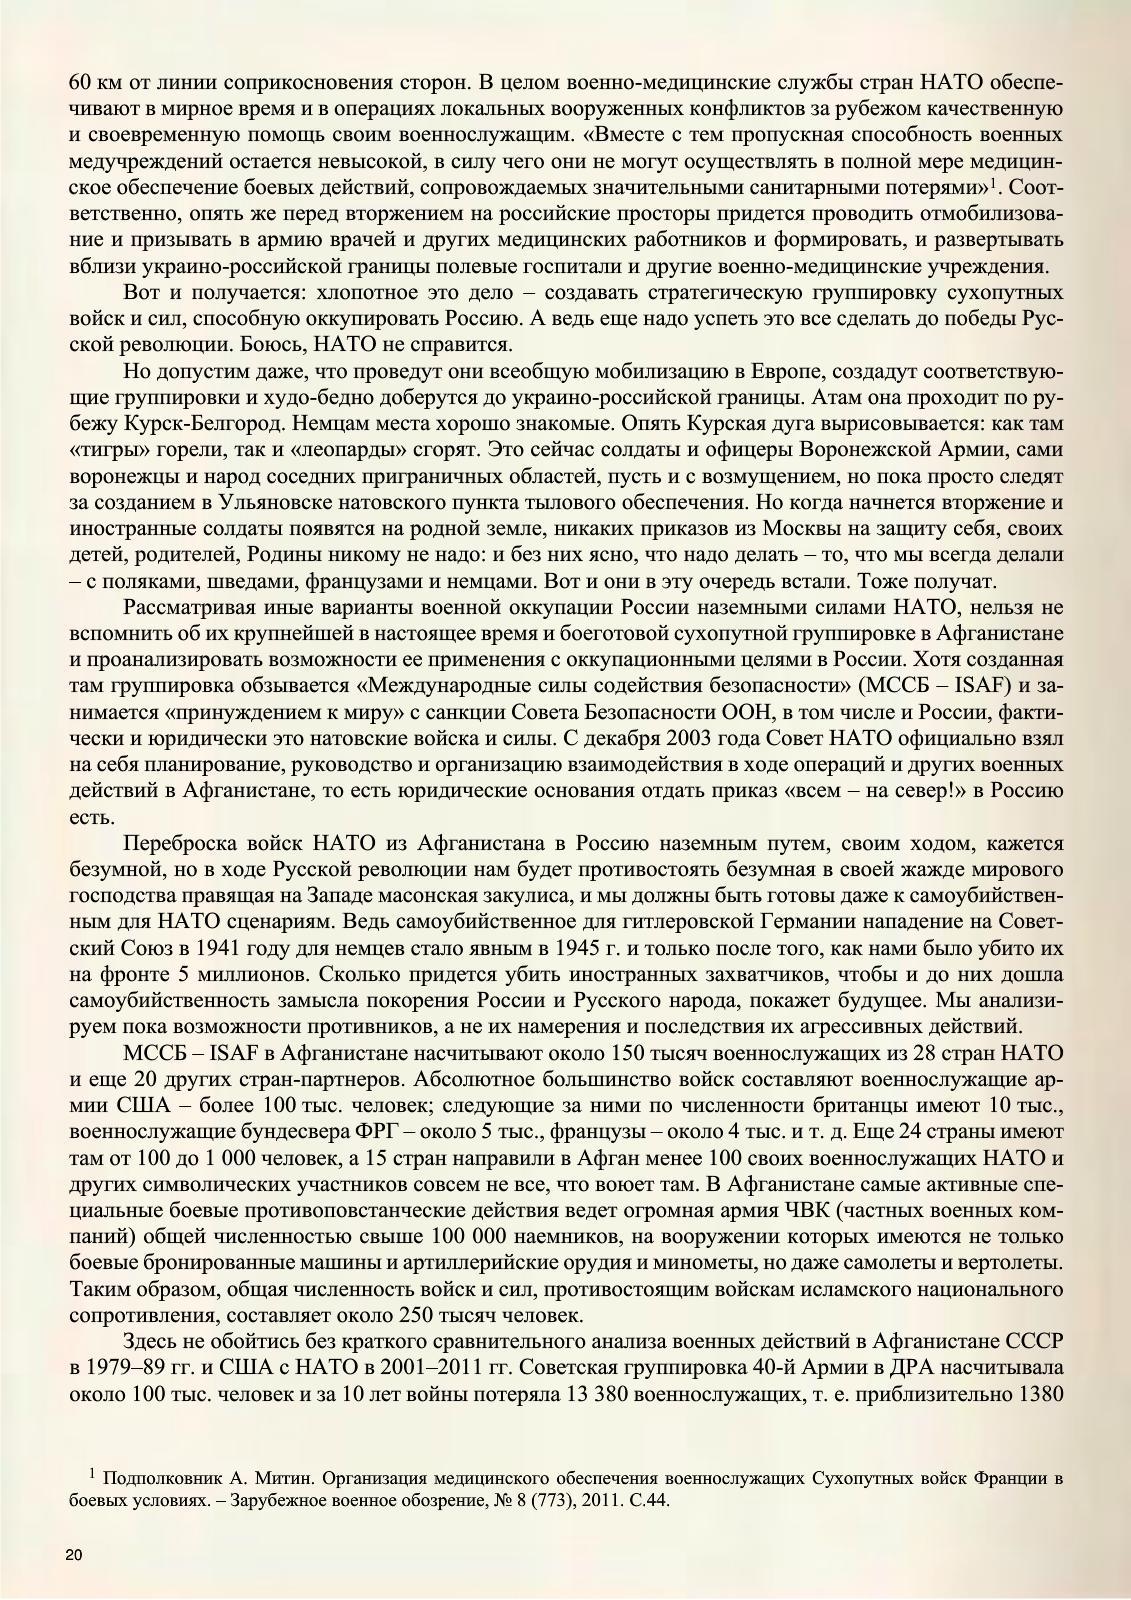 60 км от линии соприкосновения сторон. В целом военно-медицинские службы стран НАТО обеспе-
чивают в мирное время и в операциях локальных вооруженных конфликтов за рубежом качественную
и своевременную помощь своим военнослужащим. «Вместе с тем пропускная способность военных
медучреждений остается невысокой, в силу чего они не могут осуществлять в полной мере медицин-
ское обеспечение боевых действий, сопровождаемых значительными санитарными потерями»¹. Соот-
ветственно, опять же перед вторжением на российские просторы придется проводить отмобилизова-
ние и призывать в армию врачей и других медицинских работников и формировать, и развертывать
вблизи украино-российской границы полевые госпитали и другие военно-медицинские учреждения.
Вот и получается: хлопотное это дело – создавать стратегическую группировку сухопутных
войск и сил, способную оккупировать Россию. А ведь еще надо успеть это все сделать до победы Рус-
ской революции. Боюсь, НАТО не справится.
Но допустим даже, что проведут они всеобщую мобилизацию в Европе, создадут соответствую-
щие группировки и худо-бедно доберутся до украино-российской границы. Атам она проходит по ру-
бежу Курск-Белгород. Немцам места хорошо знакомые. Опять Курская дуга вырисовывается: как там
«тигры» горели, так и «леопарды» сгорят. Это сейчас солдаты и офицеры Воронежской Армии, сами
воронежцы и народ соседних приграничных областей, пусть и с возмущением, но пока просто следят
за созданием в Ульяновске натовского пункта тылового обеспечения. Но когда начнется вторжение и
иностранные солдаты появятся на родной земле, никаких приказов из Москвы на защиту себя, своих
детей, родителей, Родины никому не надо: и без них ясно, что надо делать – то, что мы всегда делали
– с поляками, шведами, французами и немцами. Вот и они в эту очередь встали. Тоже получат.
Рассматривая иные варианты военной оккупации России наземными силами НАТО, нельзя не
вспомнить об их крупнейшей в настоящее время и боеготовой сухопутной группировке в Афганистане
и проанализировать возможности ее применения с оккупационными целями в России. Хотя созданная
там группировка обзывается «Международные силы содействия безопасности» (МССБ – ISAF) и за-
нимается «принуждением к миру» с санкции Совета Безопасности ООН, в том числе и России, факти-
чески и юридически это натовские войска и силы. С декабря 2003 года Совет НАТО официально взял
на себя планирование, руководство и организацию взаимодействия в ходе операций и других военных
действий в Афганистане, то есть юридические основания отдать приказ «всем – на север!» в Россию
есть.
Переброска войск НАТО из Афганистана в Россию наземным путем, своим ходом, кажется
безумной, но в ходе Русской революции нам будет противостоять безумная в своей жажде мирового
господства правящая на Западе масонская закулиса, и мы должны быть готовы даже к самоубийствен-
ным для НАТО сценариям. Ведь самоубийственное для гитлеровской Германии нападение на Совет-
ский Союз в 1941 году для немцев стало явным в 1945 г. и только после того, как нами было убито их
на фронте 5 миллионов. Сколько придется убить иностранных захватчиков, чтобы и до них дошла
самоубийственность замысла покорения России и Русского народа, покажет будущее. Мы анализи-
руем пока возможности противников, а не их намерения и последствия их агрессивных действий.
МССБ – ISAF в Афганистане насчитывают около 150 тысяч военнослужащих из 28 стран НАТО
и еще 20 других стран-партнеров. Абсолютное большинство войск составляют военнослужащие ар-
мии США – более 100 тыс. человек; следующие за ними по численности британцы имеют 10 тыс.,
военнослужащие бундесвера ФРГ – около 5 тыс., французы – около 4 тыс. и т. д. Еще 24 страны имеют
там от 100 до 1 000 человек, а 15 стран направили в Афган менее 100 своих военнослужащих НАТО и
других символических участников совсем не все, что воюет там. В Афганистане самые активные спе-
циальные боевые противоповстанческие действия ведет огромная армия ЧВК (частных военных ком-
паний) общей численностью свыше 100 000 наемников, на вооружении которых имеются не только
боевые бронированные машины и артиллерийские орудия и минометы, но даже самолеты и вертолеты.
Таким образом, общая численность войск и сил, противостоящим войскам исламского национального
сопротивления, составляет около 250 тысяч человек.
Здесь не обойтись без краткого сравнительного анализа военных действий в Афганистане СССР
в 1979–89 гг. и США с НАТО в 2001–2011 гг. Советская группировка 40-й Армии в ДРА насчитывала
около 100 тыс. человек и за 10 лет войны потеряла 13 380 военнослужащих, т. е. приблизительно 1380
¹ Подполковник А. Митин. Организация медицинского обеспечения военнослужащих Сухопутных войск Франции в
боевых условиях. – Зарубежное военное обозрение, № 8 (773), 2011. С.44.
20